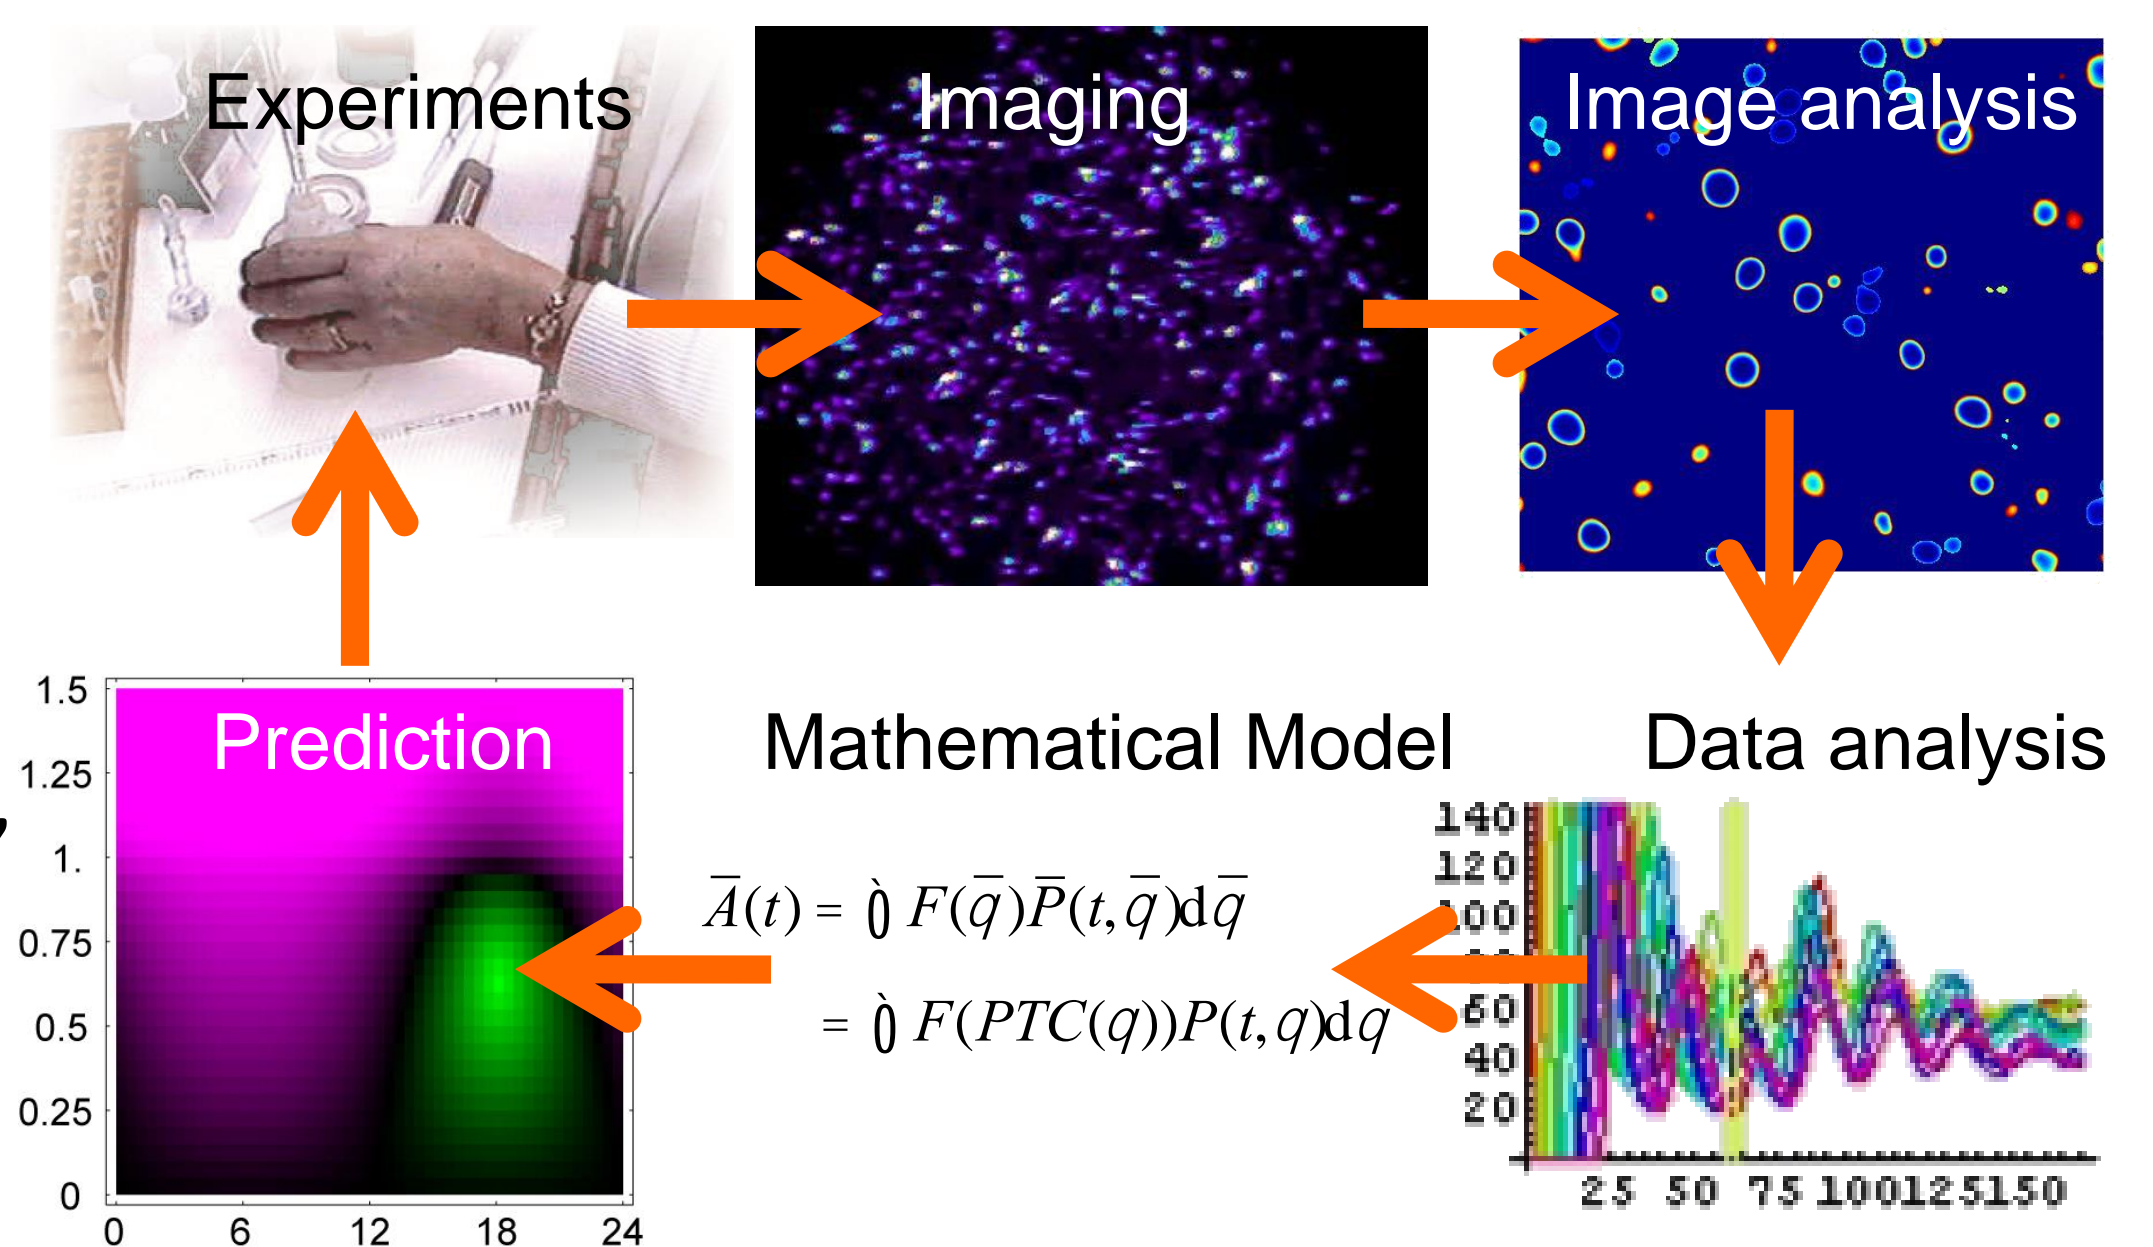 Experiments
Imaging
Image analysis
Prediction
1.5
1.25
1.
0.75
0.5
0.25
0
0 6 12 18 24
Mathematical Model
A̅(t) = ò F(q̅)P̅(t,q̅)dq̅
= ò F(PTC(q))P(t,q)dq
Data analysis
140
120
100
60
40
20
25 50 75 100125150